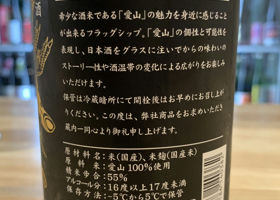 酒
希少な酒米である「愛山」の魅力を身近に感じること
が出来るフラッグシップ。「愛山」の個性と可能性を
表現し、日本酒をグラスに注いでからの味わいの
ストーリー性や酒温帯の変化による広がりをお楽しみ
いただけます。
保管は冷蔵暗所にて開栓後はお早めにお召し上が
りください。この度は、弊社商品をお求めいただき
蔵内一同心より御礼申し上げます。
原材料名：米(国産)、米麹(国産米)
原料米：愛山100%使用
精米歩合：55%
アルコール分：16度以上17度未満
保存方法：-5℃から5℃で保管